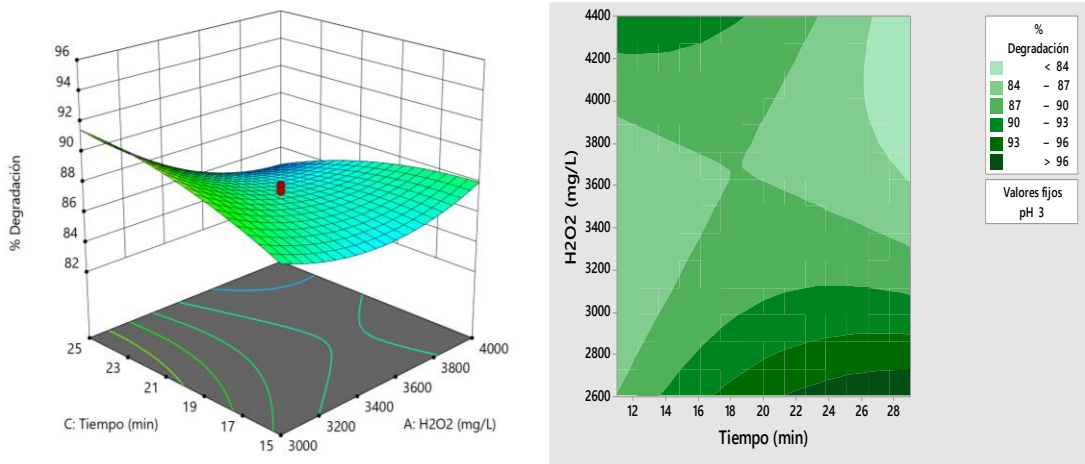 96
94
92
90
88
86
84
82
% Degradación
25
23
21
19
17
15
C: Tiempo (min)
3000
3200
3400
3600
3800
4000
A: H2O2 (mg/L)
4400
4200
4000
3800
3600
3400
3200
3000
2800
2600
H2O2 (mg/L)
12 14 16 18 20 22 24 26 28
Tiempo (min)
%
Degradación
< 84
84 – 87
87 – 90
90 – 93
93 – 96
> 96
Valores fijos
pH 3